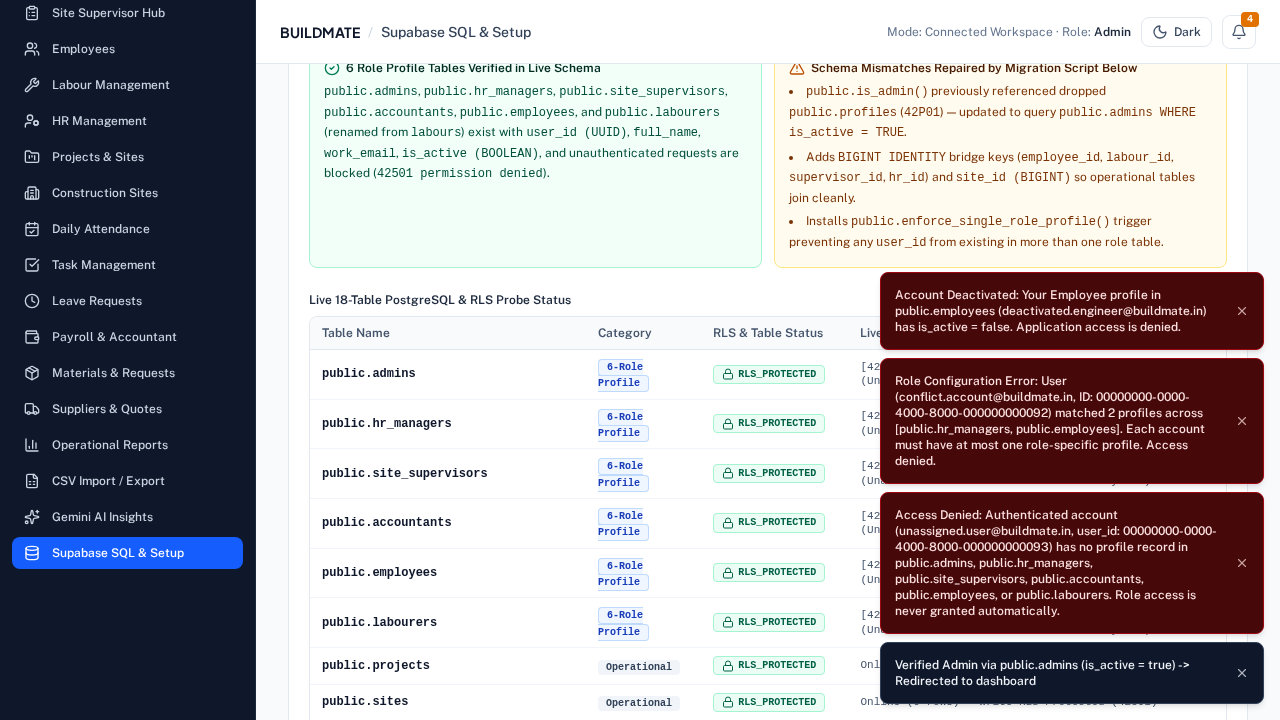 Site Supervisor Hub
Employees
Labour Management
HR Management
Projects & Sites
Construction Sites
Daily Attendance
Task Management
Leave Requests
Payroll & Accountant
Materials & Requests
Suppliers & Quotes
Operational Reports
CSV Import / Export
Gemini AI Insights
Supabase SQL & Setup
BUILDMATE / Supabase SQL & Setup
Mode: Connected Workspace · Role: Admin
Dark
4
6 Role Profile Tables Verified in Live Schema
public.admins, public.hr_managers, public.site_supervisors,
public.accountants, public.employees, and public.labourers
(renamed from labours) exist with user_id (UUID), full_name,
work_email, is_active (BOOLEAN), and unauthenticated requests are
blocked (42501 permission denied).
Schema Mismatches Repaired by Migration Script Below
• public.is_admin() previously referenced dropped
public.profiles (42P01) — updated to query public.admins WHERE
is_active = TRUE.
• Adds BIGINT IDENTITY bridge keys (employee_id, labour_id,
supervisor_id, hr_id) and site_id (BIGINT) so operational tables
join cleanly.
• Installs public.enforce_single_role_profile() trigger
preventing any user_id from existing in more than one role table.
Live 18-Table PostgreSQL & RLS Probe Status
Table Name Category RLS & Table Status Live
public.admins 6-Role Profile RLS_PROTECTED [42 (Un
public.hr_managers 6-Role Profile RLS_PROTECTED [42 (Un
public.site_supervisors 6-Role Profile RLS_PROTECTED [42 (Un
public.accountants 6-Role Profile RLS_PROTECTED [42 (Un
public.employees 6-Role Profile RLS_PROTECTED [42 (Un
public.labourers 6-Role Profile RLS_PROTECTED [42 (Un
public.projects Operational RLS_PROTECTED Onl
public.sites Operational RLS_PROTECTED
Account Deactivated: Your Employee profile in
public.employees (deactivated.engineer@buildmate.in)
has is_active = false. Application access is denied.
Role Configuration Error: User
(conflict.account@buildmate.in, ID: 00000000-0000-
4000-8000-000000000092) matched 2 profiles across
[public.hr_managers, public.employees]. Each account
must have at most one role-specific profile. Access
denied.
Access Denied: Authenticated account
(unassigned.user@buildmate.in, user_id: 00000000-0000-
4000-8000-000000000093) has no profile record in
public.admins, public.hr_managers,
public.site_supervisors, public.accountants,
public.employees, or public.labourers. Role access is
never granted automatically.
Verified Admin via public.admins (is_active = true) ->
Redirected to dashboard